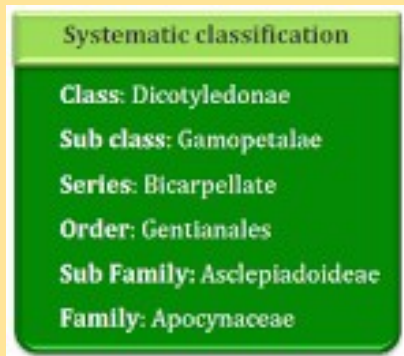 Systematic classification
Class: Dicotyledonae
Sub class: Gamopetalae
Series: Bicarpellate
Order: Gentianales
Sub Family: Asclepiadoideae
Family: Apocynaceae